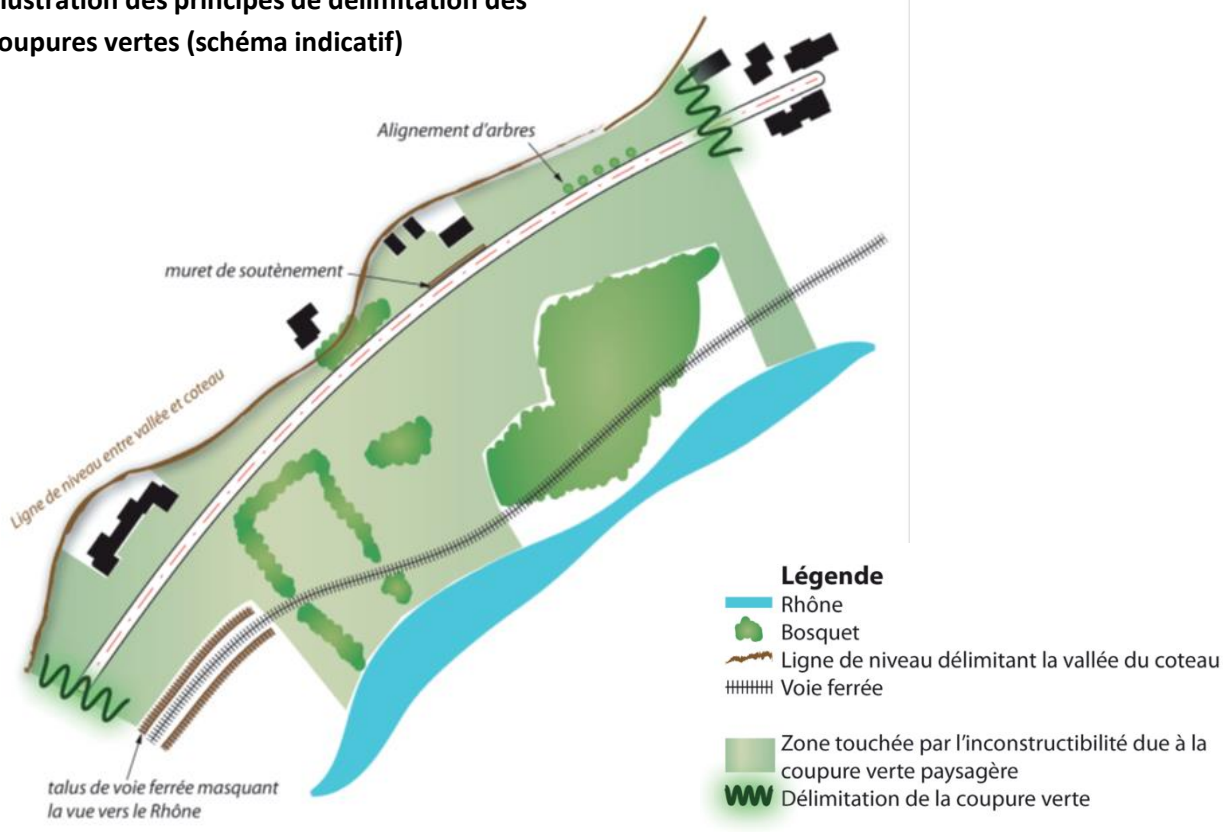 lustration des principes de délimitation des
oupures vertes (schéma indicatif)
Alignement d'arbres
muret de soutènement
Ligne de niveau entre vallée et coteau
talus de voie ferrée masquant
la vue vers le Rhône
Légende
Rhône
Bosquet
Ligne de niveau délimitant la vallée du coteau
Voie ferrée
Zone touchée par l'inconstructibilité due à la
coupure verte paysagère
Délimitation de la coupure verte